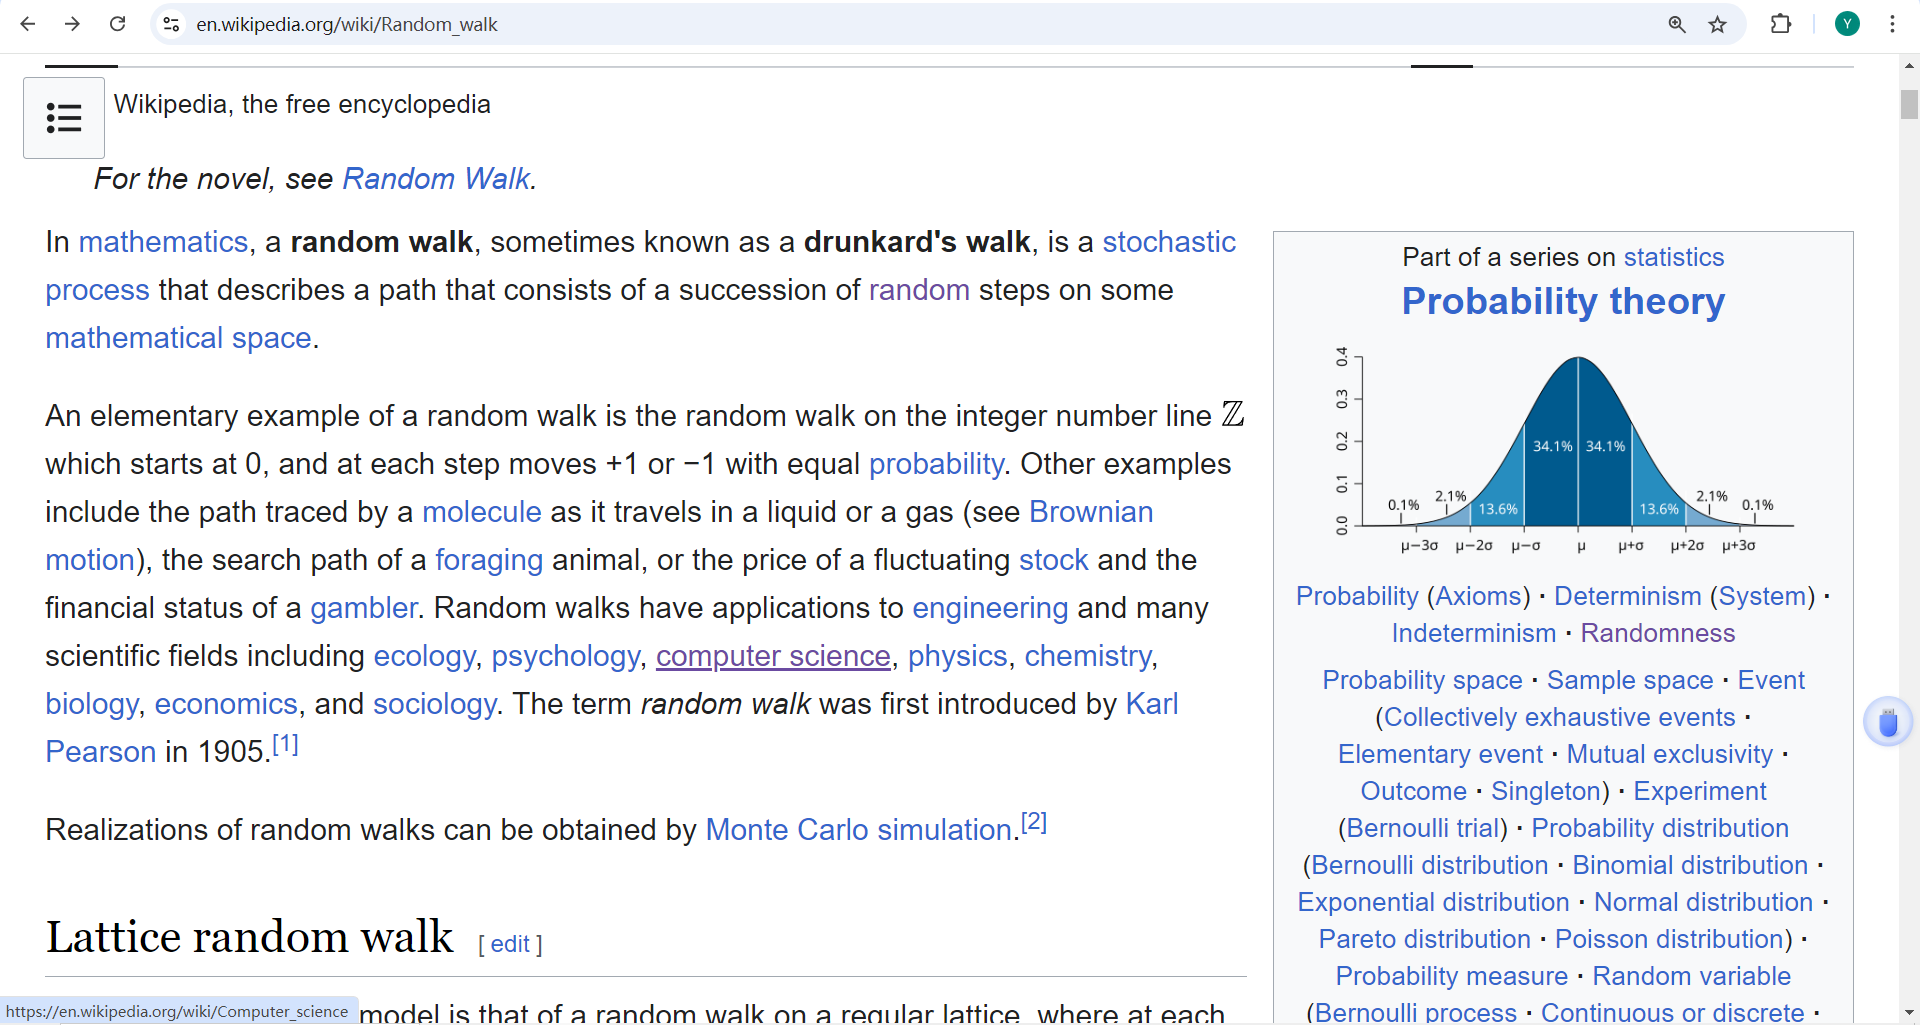 en.wikipedia.org/wiki/Random_walk
Y
Wikipedia, the free encyclopedia
For the novel, see Random Walk.
In mathematics, a random walk, sometimes known as a drunkard's walk, is a stochastic
process that describes a path that consists of a succession of random steps on some
mathematical space.
An elementary example of a random walk is the random walk on the integer number line ℤ
which starts at 0, and at each step moves +1 or −1 with equal probability. Other examples
include the path traced by a molecule as it travels in a liquid or a gas (see Brownian
motion), the search path of a foraging animal, or the price of a fluctuating stock and the
financial status of a gambler. Random walks have applications to engineering and many
scientific fields including ecology, psychology, computer science, physics, chemistry,
biology, economics, and sociology. The term random walk was first introduced by Karl
Pearson in 1905.[1]
Realizations of random walks can be obtained by Monte Carlo simulation.[2]
Lattice random walk [ edit ]
model is that of a random walk on a regular lattice, where at each
https://en.wikipedia.org/wiki/Computer_science
Part of a series on statistics
Probability theory
0.4
0.3
0.2
0.1
0.0
34.1% 34.1%
0.1% 2.1% 13.6% 13.6% 2.1% 0.1%
μ−3σ μ−2σ μ−σ μ μ+σ μ+2σ μ+3σ
Probability (Axioms) · Determinism (System) ·
Indeterminism · Randomness
Probability space · Sample space · Event
(Collectively exhaustive events ·
Elementary event · Mutual exclusivity ·
Outcome · Singleton) · Experiment
(Bernoulli trial) · Probability distribution
(Bernoulli distribution · Binomial distribution ·
Exponential distribution · Normal distribution ·
Pareto distribution · Poisson distribution) ·
Probability measure · Random variable
(Bernoulli process · Continuous or discrete ·